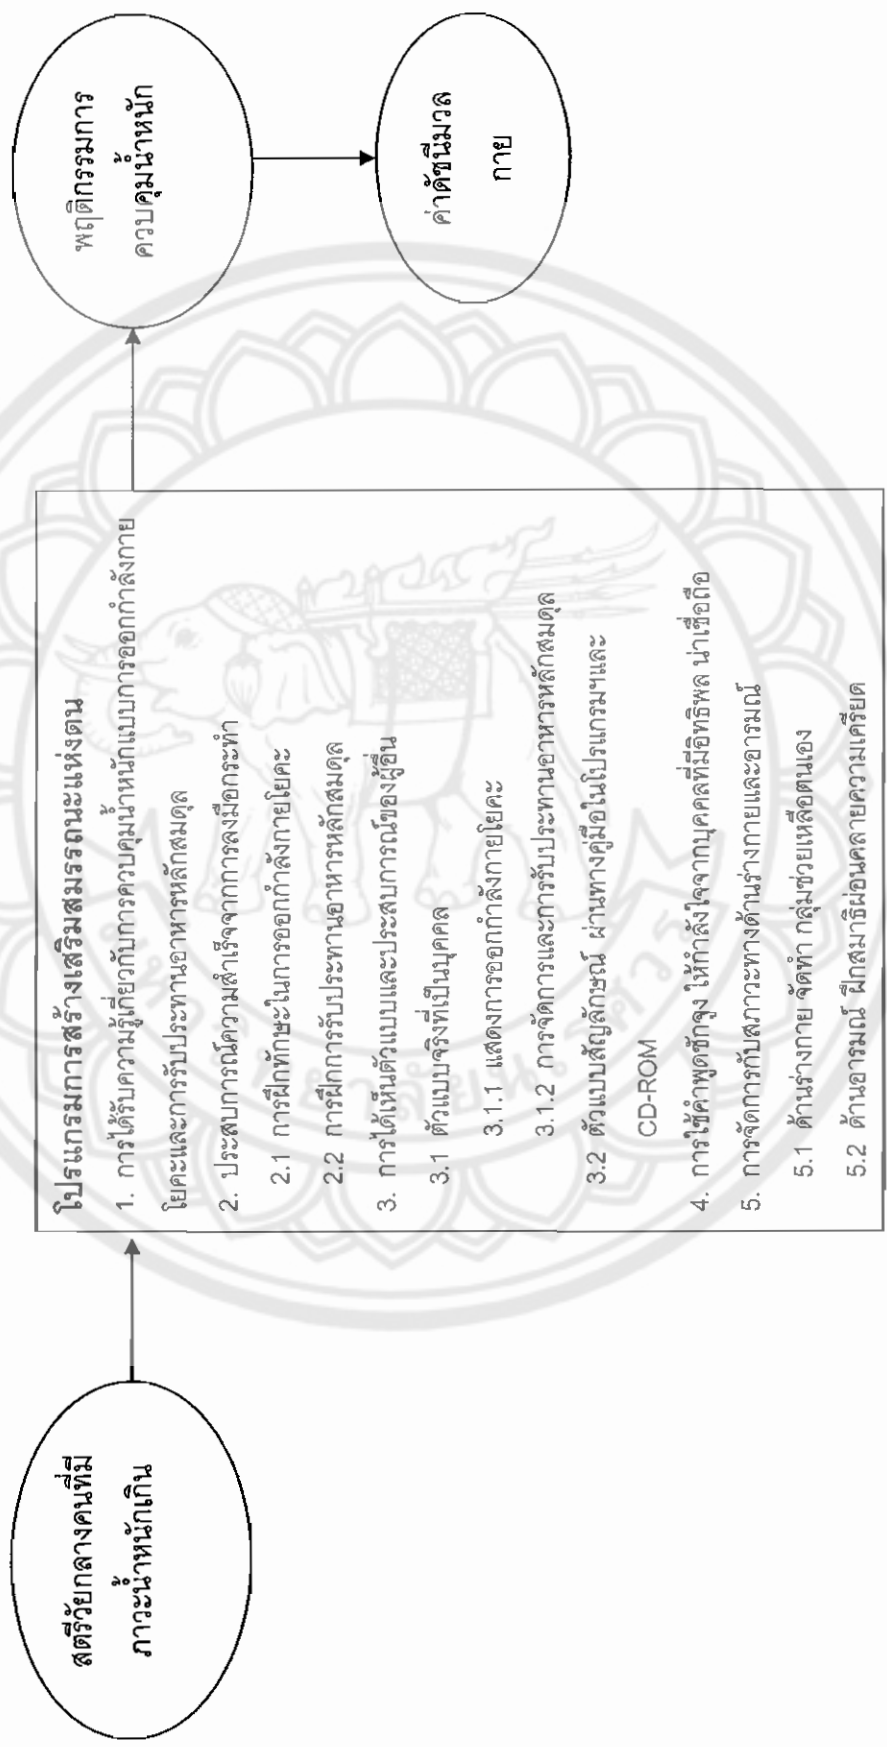 สตรีวัยกลางคนที่มี
ภาวะน้ำหนักเกิน
โปรแกรมการสร้างเสริมสมรรถนะแห่งตน
1. การได้รับความรู้เกี่ยวกับการควบคุมน้ำหนักแบบการออกกำลังกาย
โยคะและการรับประทานอาหารหลักสมดุล
2. ประสบการณ์ความสำเร็จจากการลงมือกระทำ
2.1 การฝึกทักษะในการออกกำลังกายโยคะ
2.2 การฝึกการรับประทานอาหารหลักสมดุล
3. การได้เห็นตัวแบบและประสบการณ์ของผู้อื่น
3.1 ตัวแบบจริงที่เป็นบุคคล
3.1.1 แสดงการออกกำลังกายโยคะ
3.1.2 การจัดการและการรับประทานอาหารหลักสมดุล
3.2 ตัวแบบสัญลักษณ์ ผ่านทางคู่มือในโปรแกรมฯและ
CD-ROM
4. การใช้คำพูดชักจูง ให้กำลังใจจากบุคคลที่มีอิทธิพล น่าเชื่อถือ
5. การจัดการกับสภาวะทางด้านร่างกายและอารมณ์
5.1 ด้านร่างกาย จัดทำ กลุ่มช่วยเหลือตนเอง
5.2 ด้านอารมณ์ ฝึกสมาธิผ่อนคลายความเครียด
พฤติกรรมการ
ควบคุมน้ำหนัก
ค่าดัชนีมวล
กาย